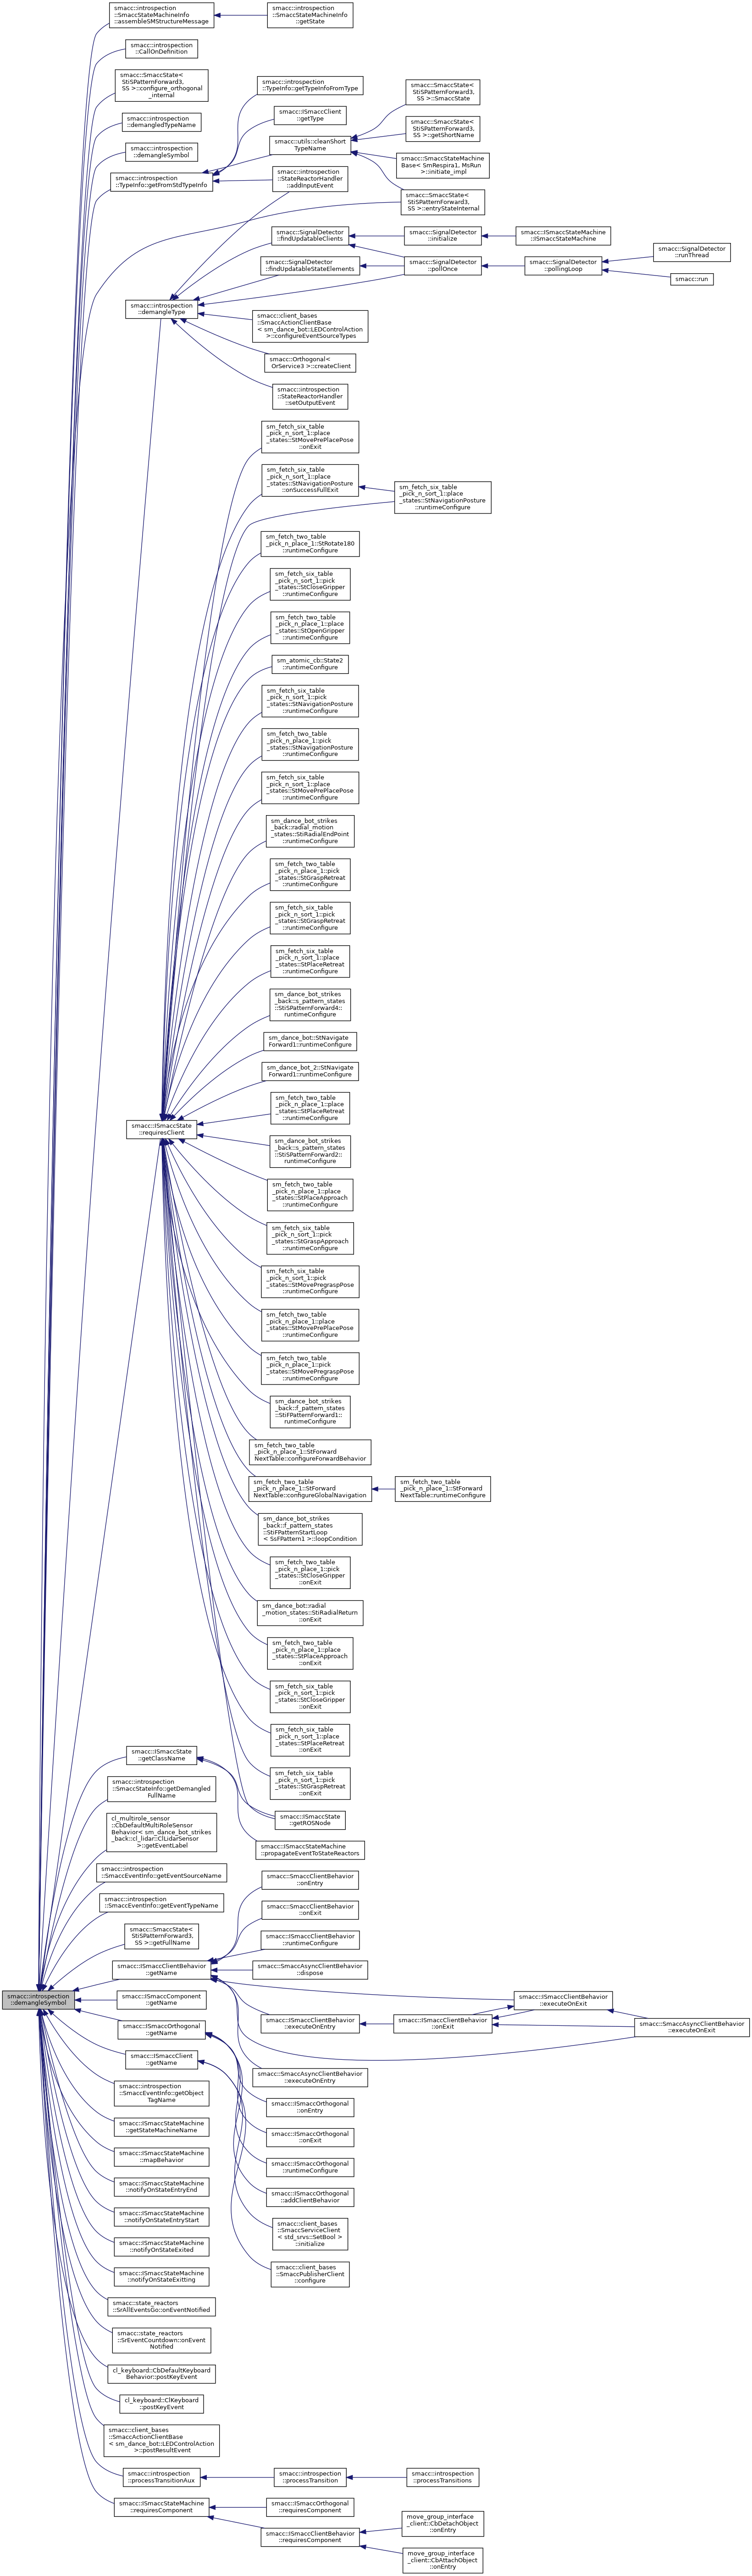 smacc::introspection
::SmaccStateMachineInfo
::assembleSMStructureMessage
smacc::introspection
::SmaccStateMachineInfo
::getState
smacc::introspection
::CallOnDefinition
smacc::SmaccState<
StiSPatternForward3,
SS >::configure_orthogonal
_internal
smacc::introspection
::demangledTypeName
smacc::introspection
::demangleSymbol
smacc::introspection
::TypeInfo::getFromStdTypeInfo
smacc::introspection
::TypeInfo::getTypeInfoFromType
smacc::ISmaccClient
::getType
smacc::utils::cleanShort
TypeName
smacc::introspection
::StateReactorHandler
::addInputEvent
smacc::SmaccState<
StiSPatternForward3,
SS >::SmaccState
smacc::SmaccState<
StiSPatternForward3,
SS >::getShortName
smacc::SmaccStateMachine
Base< SmRespira1, MsRun
>::initiate_impl
smacc::SmaccState<
StiSPatternForward3,
SS >::entryStateInternal
smacc::SignalDetector
::findUpdatableClients
smacc::SignalDetector
::initialize
smacc::ISmaccStateMachine
::ISmaccStateMachine
smacc::SignalDetector
::findUpdatableStateElements
smacc::SignalDetector
::pollOnce
smacc::SignalDetector
::pollingLoop
smacc::SignalDetector
::runThread
smacc::run
smacc::introspection
::demangleType
smacc::client_bases
::SmaccActionClientBase
< sm_dance_bot::LEDControlAction
>::configureEventSourceTypes
smacc::Orthogonal<
OrService3 >::createClient
smacc::introspection
::StateReactorHandler
::setOutputEvent
sm_fetch_six_table
_pick_n_sort_1::place
_states::StMovePrePlacePose
::onExit
sm_fetch_six_table
_pick_n_sort_1::place
_states::StNavigationPosture
::onSuccessFullExit
sm_fetch_six_table
_pick_n_sort_1::place
_states::StNavigationPosture
::runtimeConfigure
sm_fetch_two_table
_pick_n_place_1::StRotate180
::runtimeConfigure
sm_fetch_six_table
_pick_n_sort_1::pick
_states::StCloseGripper
::runtimeConfigure
sm_fetch_two_table
_pick_n_place_1::place
_states::StOpenGripper
::runtimeConfigure
sm_atomic_cb::State2
::runtimeConfigure
sm_fetch_six_table
_pick_n_sort_1::pick
_states::StNavigationPosture
::runtimeConfigure
sm_fetch_two_table
_pick_n_place_1::pick
_states::StNavigationPosture
::runtimeConfigure
sm_fetch_six_table
_pick_n_sort_1::place
_states::StMovePrePlacePose
::runtimeConfigure
sm_dance_bot_strikes
_back::radial_motion
_states::StiRadialEndPoint
::runtimeConfigure
sm_fetch_two_table
_pick_n_place_1::pick
_states::StGraspRetreat
::runtimeConfigure
sm_fetch_six_table
_pick_n_sort_1::pick
_states::StGraspRetreat
::runtimeConfigure
sm_fetch_six_table
_pick_n_sort_1::place
_states::StPlaceRetreat
::runtimeConfigure
sm_dance_bot_strikes
_back::s_pattern_states
::StiSPatternForward4::
runtimeConfigure
sm_dance_bot::StNavigate
Forward1::runtimeConfigure
sm_dance_bot_2::StNavigate
Forward1::runtimeConfigure
sm_fetch_two_table
_pick_n_place_1::place
_states::StPlaceRetreat
::runtimeConfigure
smacc::ISmaccState
::requiresClient
sm_dance_bot_strikes
_back::s_pattern_states
::StiSPatternForward2::
runtimeConfigure
sm_fetch_two_table
_pick_n_place_1::place
_states::StPlaceApproach
::runtimeConfigure
sm_fetch_six_table
_pick_n_sort_1::pick
_states::StGraspApproach
::runtimeConfigure
sm_fetch_six_table
_pick_n_sort_1::pick
_states::StMovePregraspPose
::runtimeConfigure
sm_fetch_two_table
_pick_n_place_1::place
_states::StMovePrePlacePose
::runtimeConfigure
sm_fetch_two_table
_pick_n_place_1::pick
_states::StMovePregraspPose
::runtimeConfigure
sm_dance_bot_strikes
_back::f_pattern_states
::StiFPatternForward1::
runtimeConfigure
sm_fetch_two_table
_pick_n_place_1::StForward
NextTable::configureForwardBehavior
sm_fetch_two_table
_pick_n_place_1::StForward
NextTable::configureGlobalNavigation
sm_fetch_two_table
_pick_n_place_1::StForward
NextTable::runtimeConfigure
sm_dance_bot_strikes
_back::f_pattern_states
::StiFPatternStartLoop
< SsFPattern1 >::loopCondition
sm_fetch_two_table
_pick_n_place_1::pick
_states::StCloseGripper
::onExit
sm_dance_bot::radial
_motion_states::StiRadialReturn
::onExit
sm_fetch_two_table
_pick_n_place_1::place
_states::StPlaceApproach
::onExit
sm_fetch_six_table
_pick_n_sort_1::pick
_states::StCloseGripper
::onExit
sm_fetch_six_table
_pick_n_sort_1::place
_states::StPlaceRetreat
::onExit
sm_fetch_six_table
_pick_n_sort_1::pick
_states::StGraspRetreat
::onExit
smacc::ISmaccState
::getClassName
smacc::ISmaccState
::getROSNode
smacc::introspection
::SmaccStateInfo::getDemangled
FullName
smacc::ISmaccStateMachine
::propagateEventToStateReactors
cl_multirole_sensor
::CbDefaultMultiRoleSensor
Behavior< sm_dance_bot_strikes
_back::cl_lidar::ClLidarSensor
>::getEventLabel
smacc::introspection
::SmaccEventInfo::getEventSourceName
smacc::introspection
::SmaccEventInfo::getEventTypeName
smacc::SmaccState<
StiSPatternForward3,
SS >::getFullName
smacc::ISmaccClientBehavior
::getName
smacc::SmaccClientBehavior
::onEntry
smacc::SmaccClientBehavior
::onExit
smacc::ISmaccClientBehavior
::runtimeConfigure
smacc::SmaccAsyncClientBehavior
::dispose
smacc::introspection
::demangleSymbol
smacc::ISmaccComponent
::getName
smacc::ISmaccClientBehavior
::executeOnEntry
smacc::ISmaccClientBehavior
::onExit
smacc::ISmaccClientBehavior
::executeOnExit
smacc::SmaccAsyncClientBehavior
::executeOnExit
smacc::ISmaccOrthogonal
::getName
smacc::ISmaccClient
::getName
smacc::SmaccAsyncClientBehavior
::executeOnEntry
smacc::introspection
::SmaccEventInfo::getObject
TagName
smacc::ISmaccOrthogonal
::onEntry
smacc::ISmaccStateMachine
::getStateMachineName
smacc::ISmaccOrthogonal
::onExit
smacc::ISmaccStateMachine
::mapBehavior
smacc::ISmaccOrthogonal
::runtimeConfigure
smacc::ISmaccStateMachine
::notifyOnStateEntryEnd
smacc::ISmaccOrthogonal
::addClientBehavior
smacc::ISmaccStateMachine
::notifyOnStateEntryStart
smacc::client_bases
::SmaccServiceClient
< std_srvs::SetBool >
::initialize
smacc::ISmaccStateMachine
::notifyOnStateExited
smacc::ISmaccStateMachine
::notifyOnStateExitting
smacc::client_bases
::SmaccPublisherClient
::configure
smacc::state_reactors
::SrAllEventsGo::onEventNotified
smacc::state_reactors
::SrEventCountdown::onEvent
Notified
cl_keyboard::CbDefaultKeyboard
Behavior::postKeyEvent
cl_keyboard::ClKeyboard
::postKeyEvent
smacc::client_bases
::SmaccActionClientBase
< sm_dance_bot::LEDControlAction
>::postResultEvent
smacc::introspection
::processTransitionAux
smacc::introspection
::processTransition
smacc::introspection
::processTransitions
smacc::ISmaccStateMachine
::requiresComponent
smacc::ISmaccOrthogonal
::requiresComponent
smacc::ISmaccClientBehavior
::requiresComponent
move_group_interface
_client::CbDetachObject
::onEntry
move_group_interface
_client::CbAttachObject
::onEntry